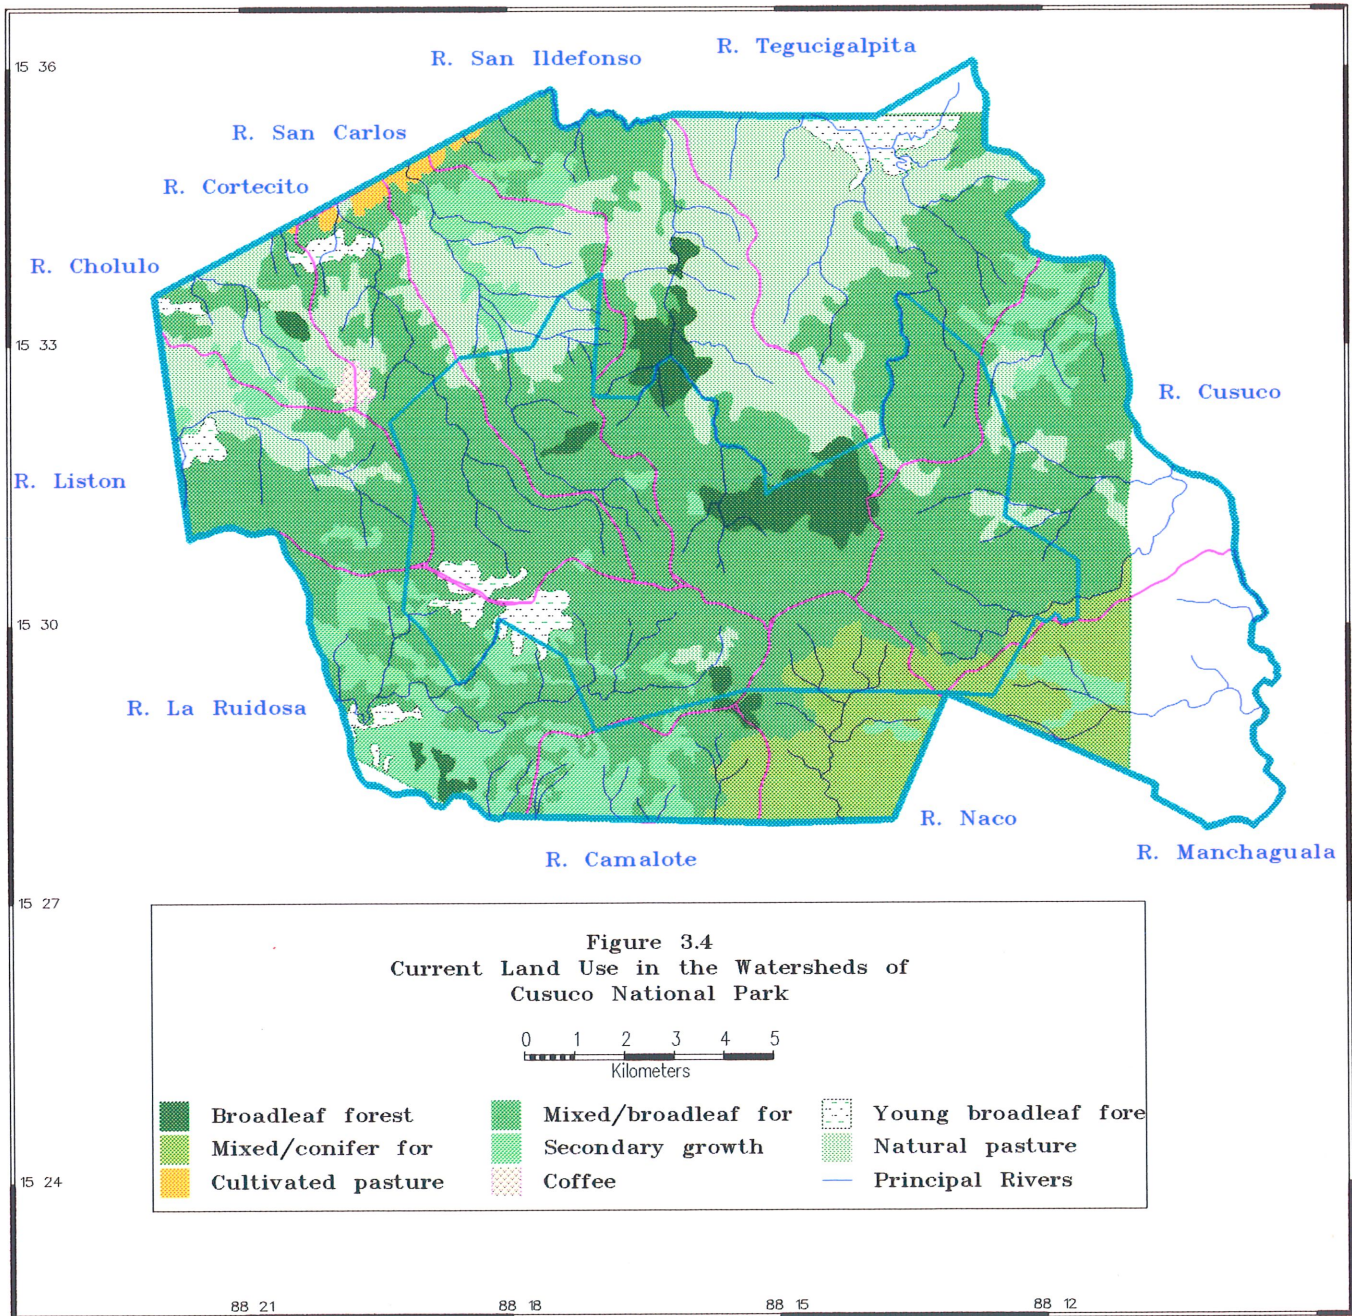 R. Tegucigalpita
R. San Ildefonso
15 36
R. San Carlos
R. Cortecito
R. Cholulo
15 33
R. Cusuco
R. Liston
15 30
R. La Ruidosa
R. Naco
R. Camalote
R. Manchaguala
15 27
Figure 3.4
Current Land Use in the Watersheds of
Cusuco National Park
0 1 2 3 4 5
Kilometers
Broadleaf forest
Mixed/broadleaf for
Young broadleaf fore
Mixed/conifer for
Secondary growth
Natural pasture
Cultivated pasture
Coffee
Principal Rivers
15 24
88 21
88 18
88 15
88 12